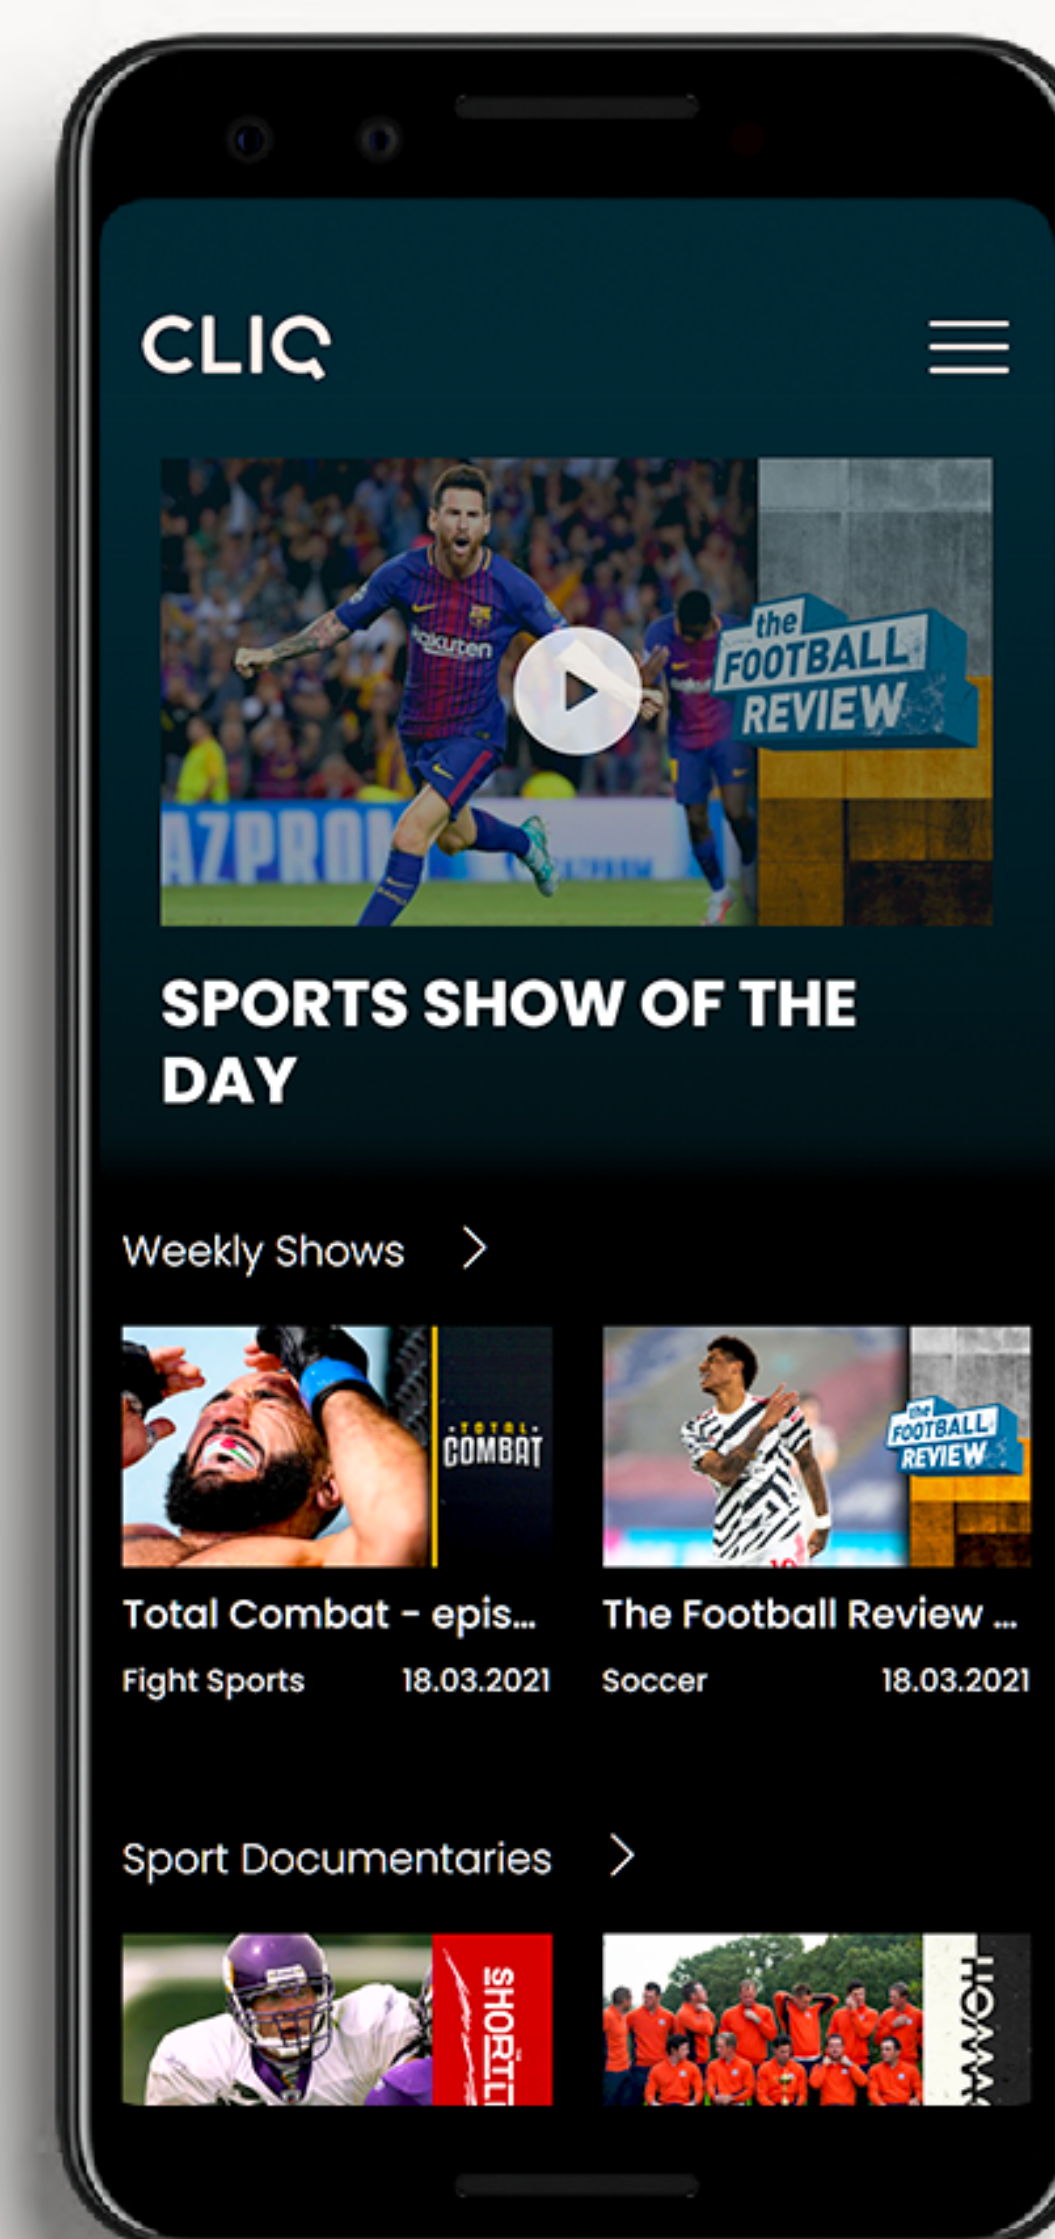 CLIQ
Rakuten
the
FOOTBALL
REVIEW
SPORTS SHOW OF THE
DAY
Weekly Shows
TOTAL
COMBAT
the
FOOTBALL
REVIEW
Total Combat - epis...
The Football Review ...
Fight Sports 18.03.2021
Soccer 18.03.2021
Sport Documentaries